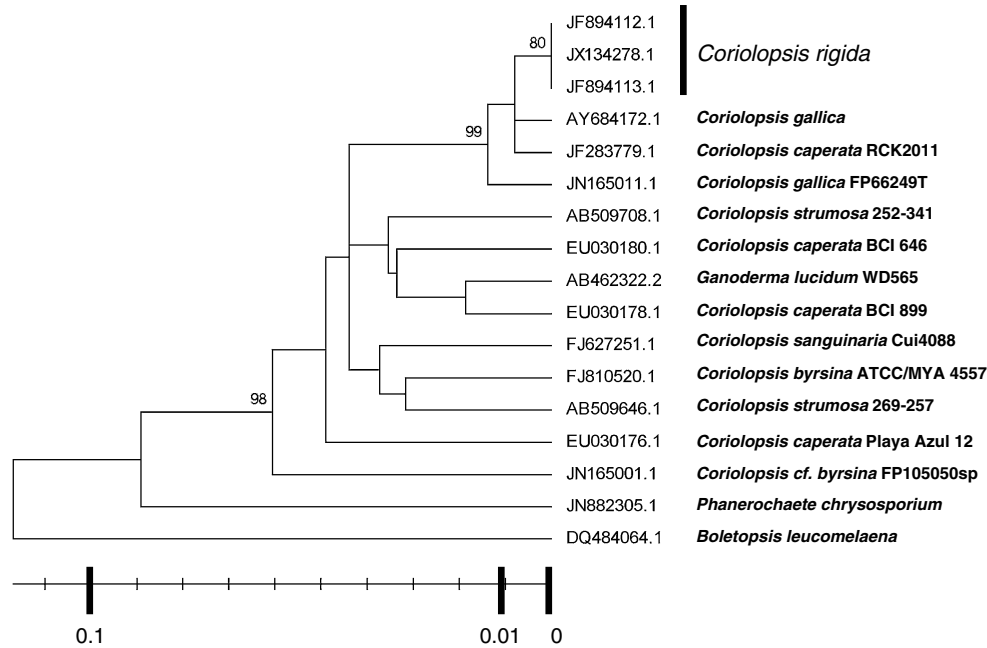 JF894112.1
80
JX134278.1 Coriolopsis rigida
JF894113.1
AY684172.1 Coriolopsis gallica
99
JF283779.1 Coriolopsis caperata RCK2011
JN165011.1 Coriolopsis gallica FP66249T
AB509708.1 Coriolopsis strumosa 252-341
EU030180.1 Coriolopsis caperata BCI 646
AB462322.2 Ganoderma lucidum WD565
EU030178.1 Coriolopsis caperata BCI 899
FJ627251.1 Coriolopsis sanguinaria Cui4088
FJ810520.1 Coriolopsis byrsina ATCC/MYA 4557
98
AB509646.1 Coriolopsis strumosa 269-257
EU030176.1 Coriolopsis caperata Playa Azul 12
JN165001.1 Coriolopsis cf. byrsina FP105050sp
JN882305.1 Phanerochaete chrysosporium
DQ484064.1 Boletopsis leucomelaena
0.1 0.01 0